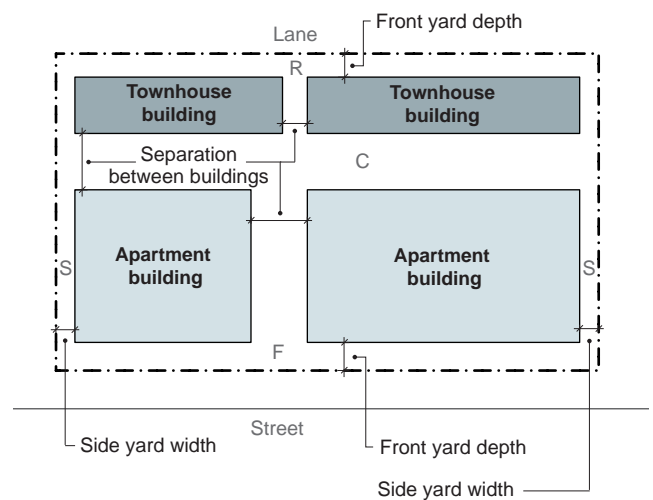 Front yard depth
Lane
R
Townhouse
building
Townhouse
building
Separation
between buildings
C
Apartment
building
Apartment
building
S
S
F
Street
Side yard width
Front yard depth
Side yard width